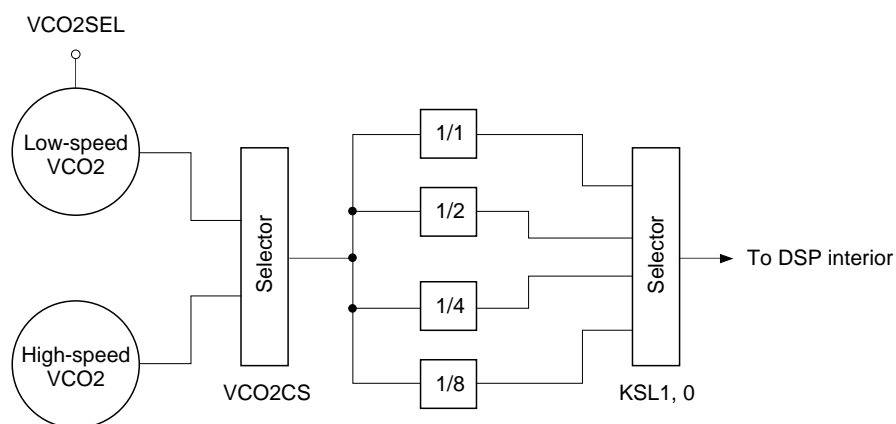 VCO2SEL
Low-speed
VCO2
High-speed
VCO2
Selector
VCO2CS
1/1
1/2
1/4
1/8
Selector
KSL1, 0
To DSP interior